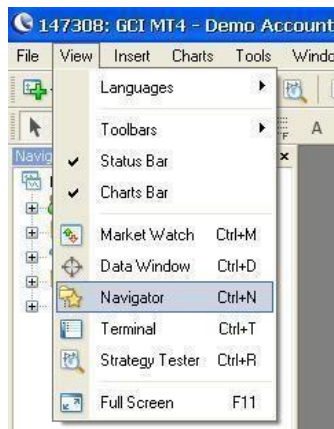 147308: GCI MT4 - Demo Account
File View Insert Charts Tools Windo
Languages
Toolbars
Status Bar
Charts Bar
Market Watch Ctrl+M
Data Window Ctrl+D
Navigator Ctrl+N
Terminal Ctrl+T
Strategy Tester Ctrl+R
Full Screen F11
Navig
A
F